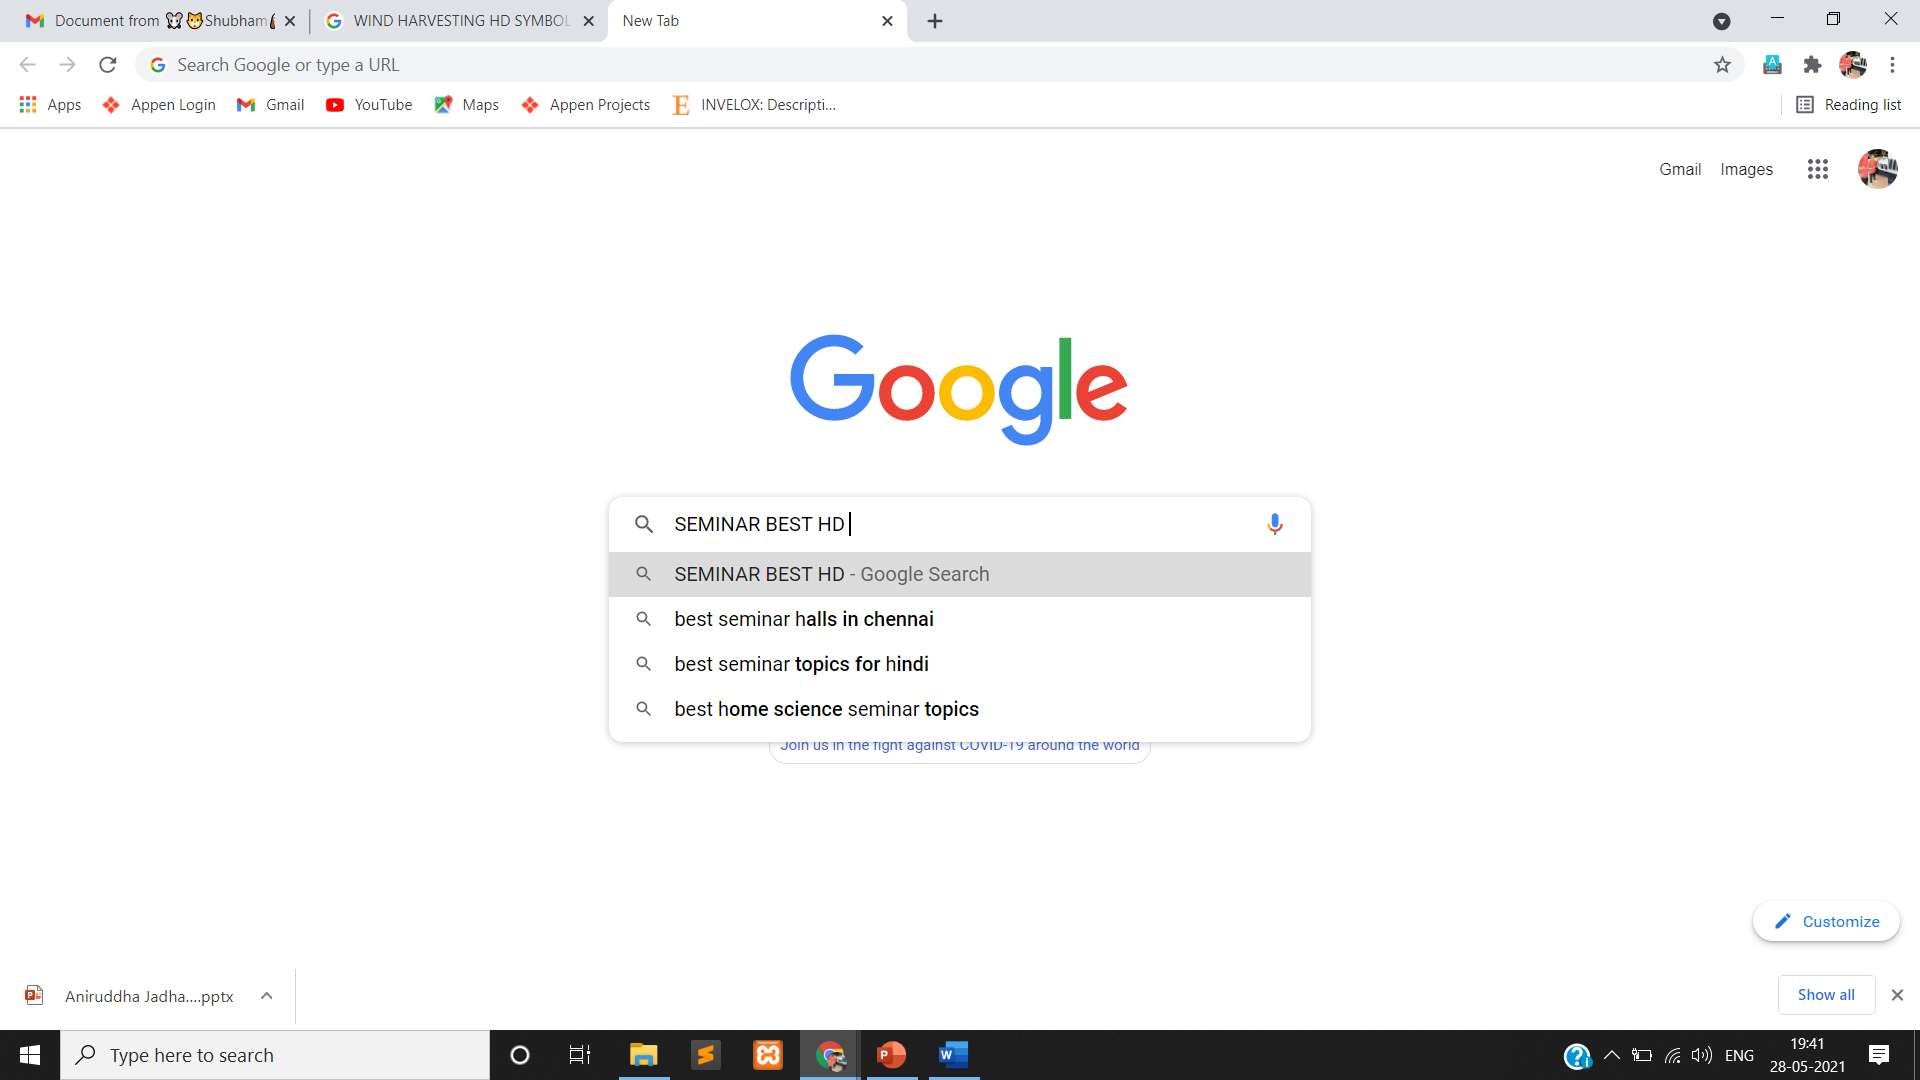 Document from 🐭🐱Shubham
WIND HARVESTING HD SYMBOL
New Tab
Search Google or type a URL
Apps
Appen Login
Gmail
YouTube
Maps
Appen Projects
INVELOX: Descripti...
Reading list
Gmail
Images
Google
SEMINAR BEST HD
SEMINAR BEST HD - Google Search
best seminar halls in chennai
best seminar topics for hindi
best home science seminar topics
Join us in the fight against COVID-19 around the world
Customize
Aniruddha Jadha....pptx
Show all
Type here to search
ENG
19:41
28-05-2021